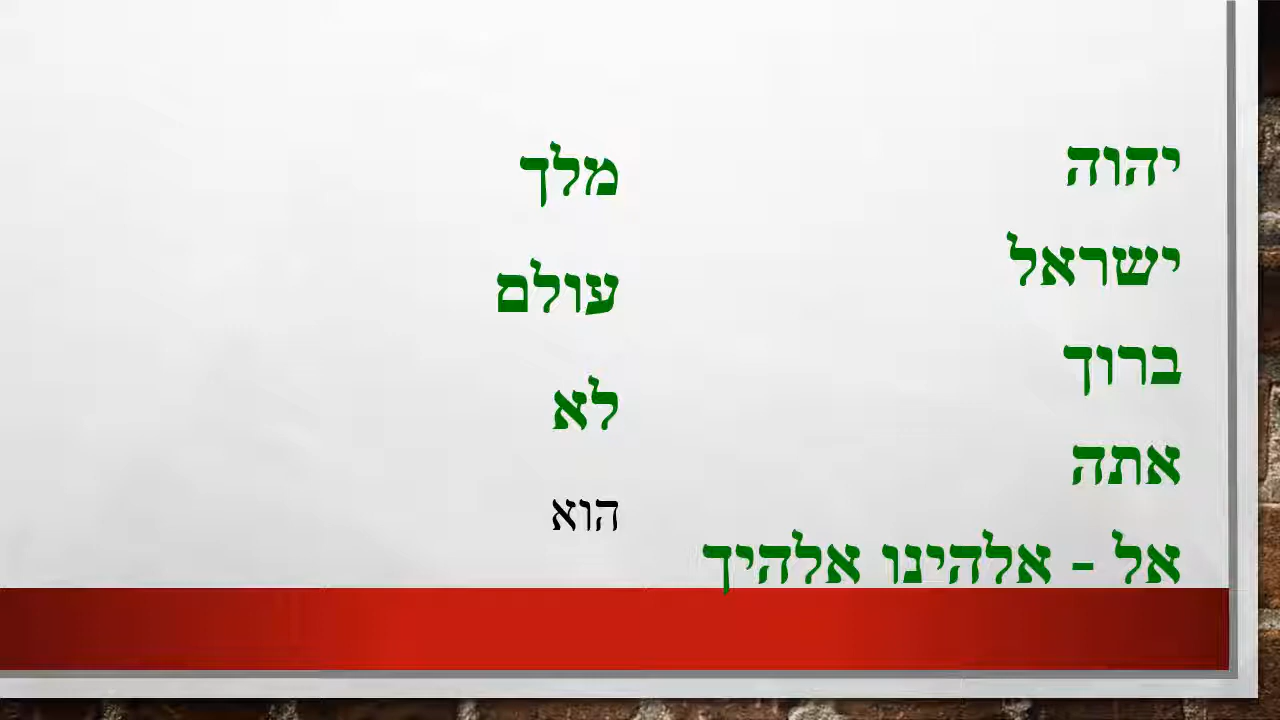 יהוה
ישראל
ברוך
אתה
אל - אלהינו אלהיך
מלך
עולם
לא
הוא